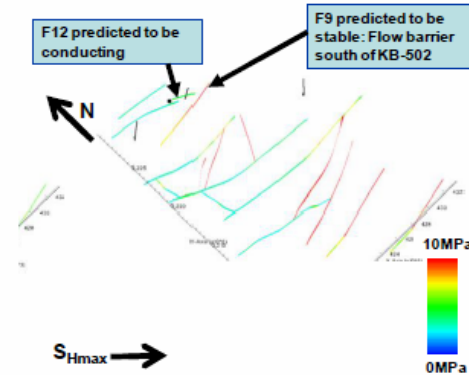 F12 predicted to be
conducting
F9 predicted to be
stable: Flow barrier
south of KB-502
N
10MPa
0MPa
SHmax